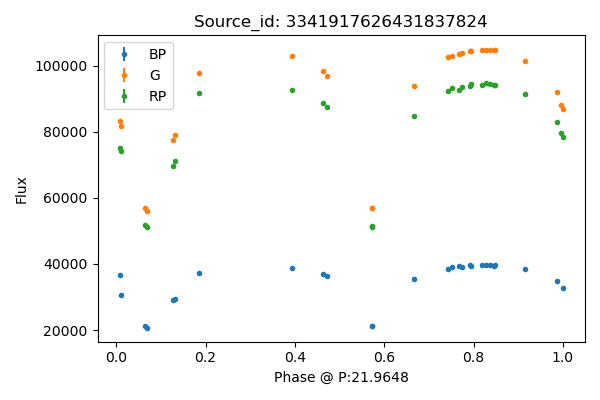 Source_id: 3341917626431837824
BP
G
RP
Flux
100000
80000
60000
40000
20000
0.0 0.2 0.4 0.6 0.8 1.0
Phase @ P:21.9648